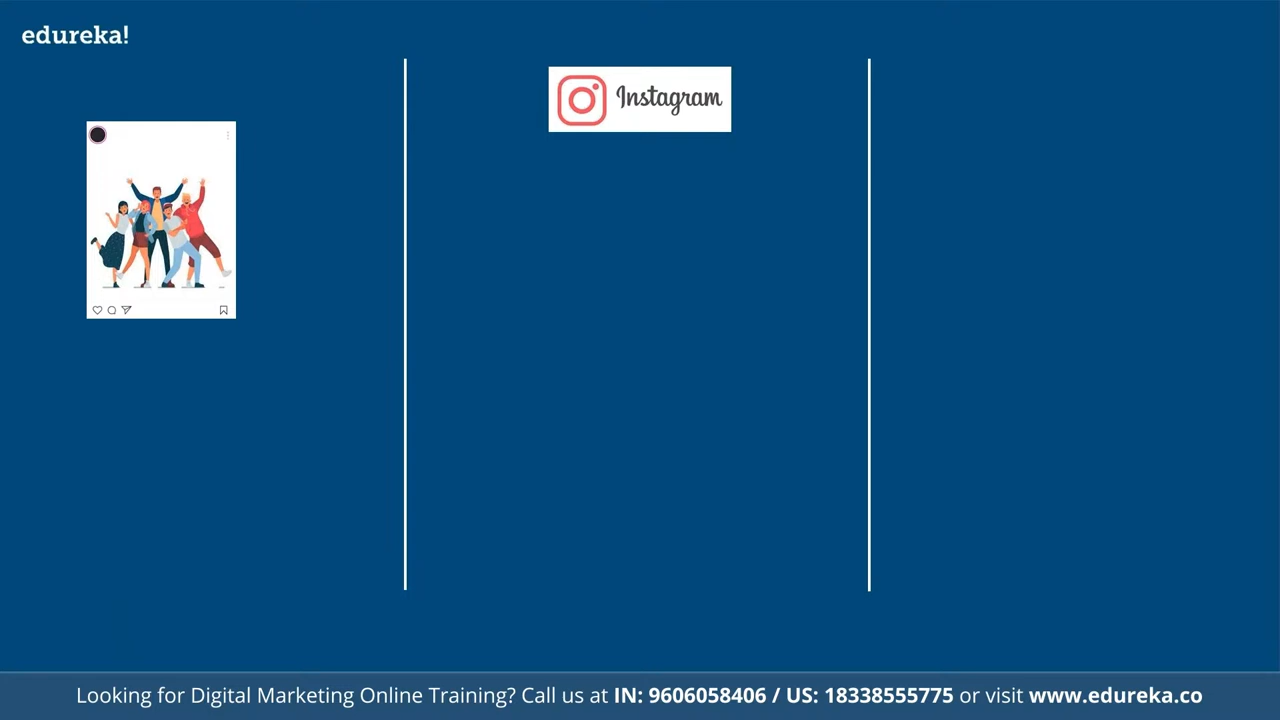 edureka!
Instagram
Looking for Digital Marketing Online Training? Call us at IN: 9606058406 / US: 18338555775 or visit www.edureka.co